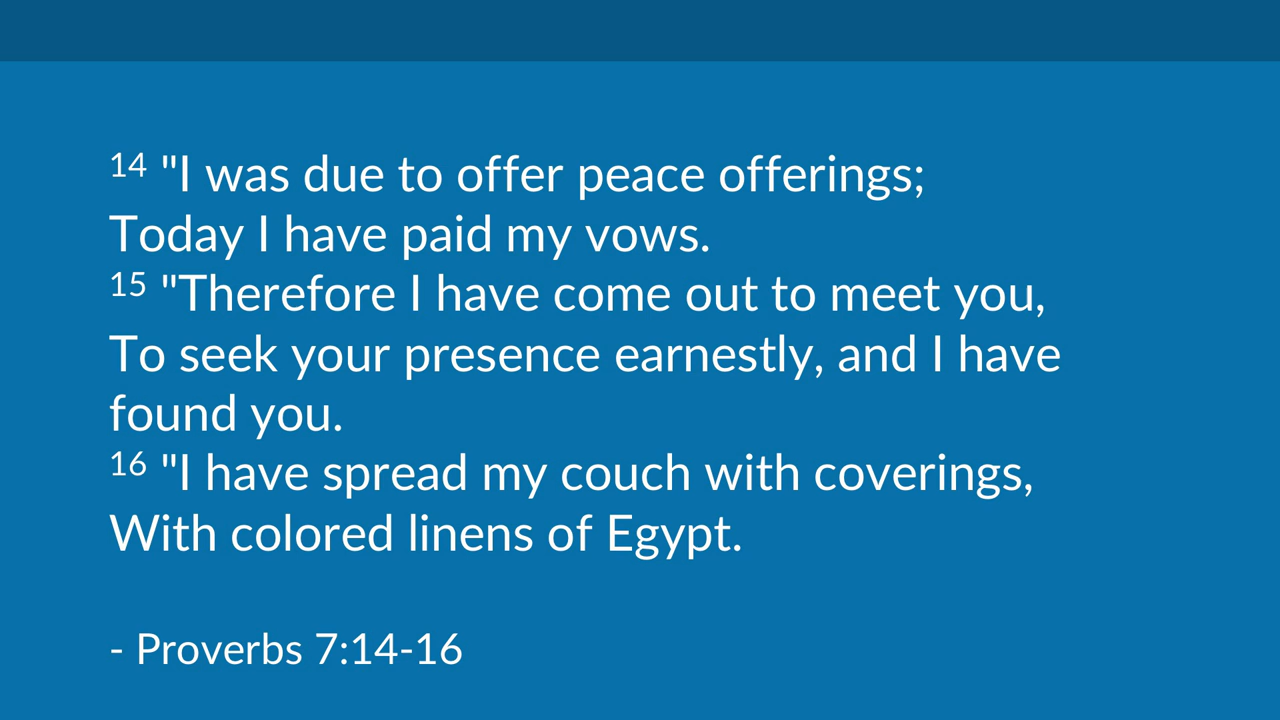 14 "I was due to offer peace offerings;
Today I have paid my vows.
15 "Therefore I have come out to meet you,
To seek your presence earnestly, and I have
found you.
16 "I have spread my couch with coverings,
With colored linens of Egypt.
- Proverbs 7:14-16